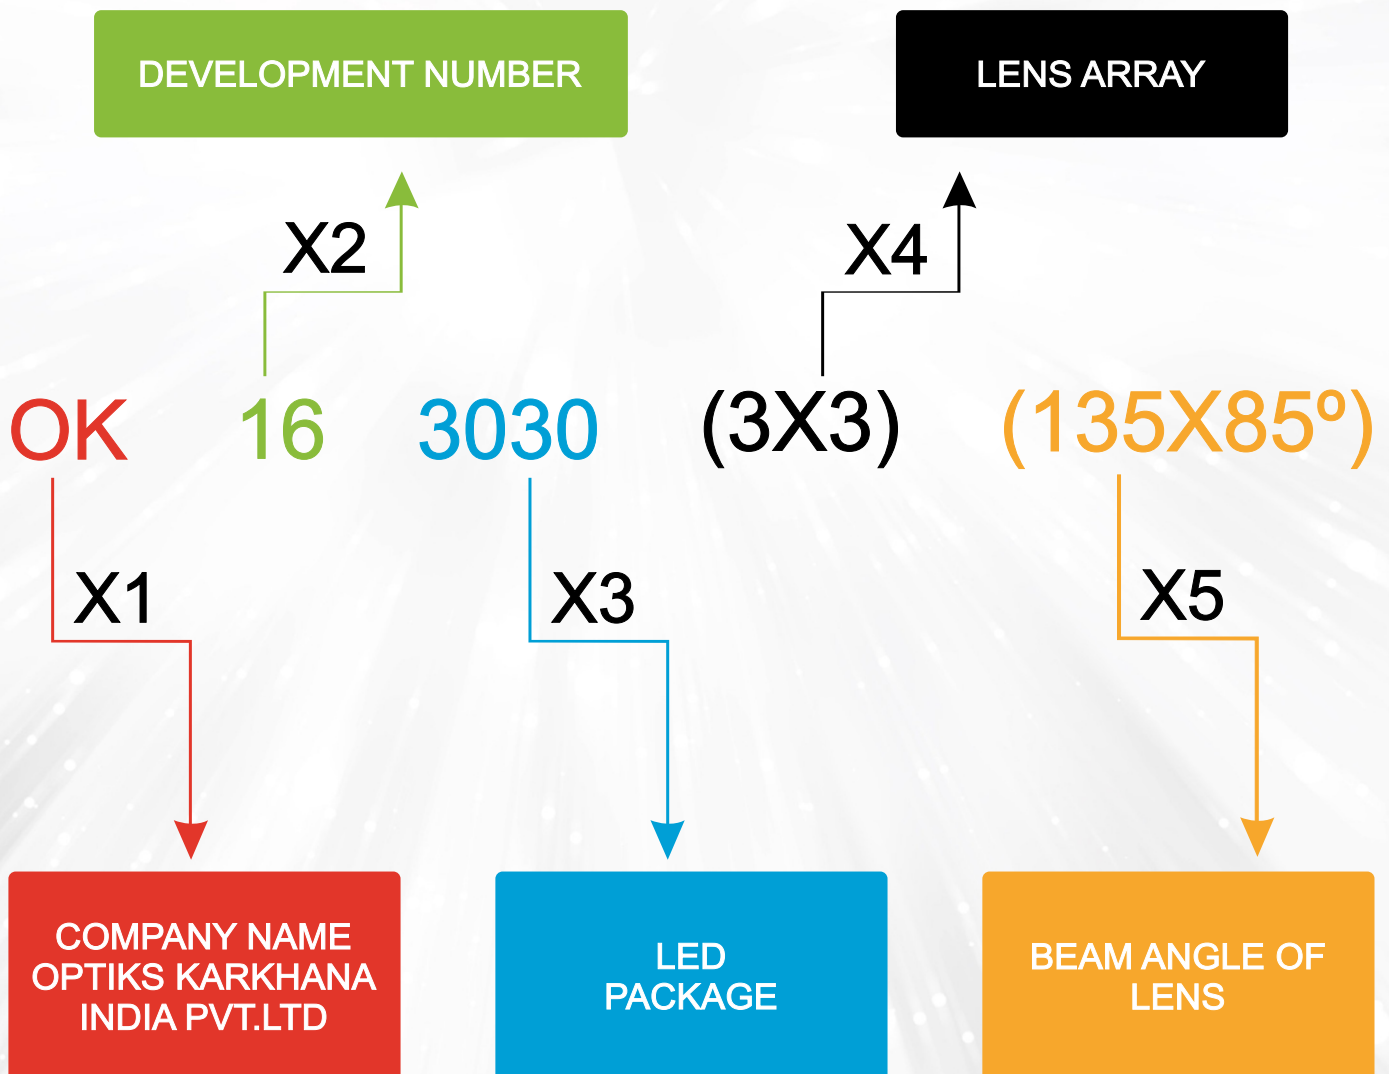 DEVELOPMENT NUMBER
LENS ARRAY
X2
X4
OK 16 3030 (3X3) (135X85º)
X1
X3
X5
COMPANY NAME
OPTIKS KARKHANA
INDIA PVT.LTD
LED
PACKAGE
BEAM ANGLE OF
LENS